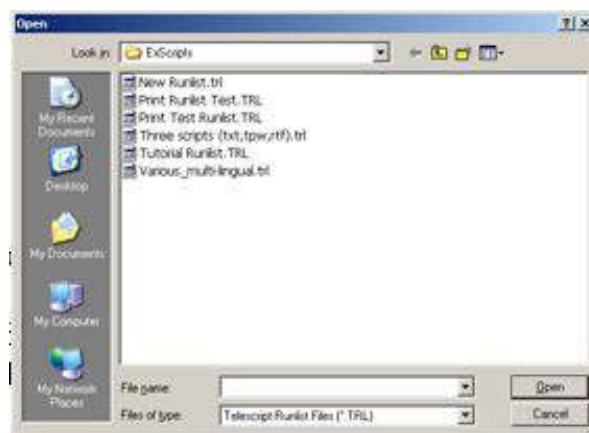 Open
Look in:
ExScripts
New Runlist.trl
Print Runlist Test.TRL
Print Test Runlist.TRL
Three scripts (txt,tpw,rtf).trl
Tutorial Runlist.TRL
Various_multi-lingual.trl
My Recent
Documents
Desktop
My Documents
My Computer
My Network
Places
File name:
Open
Files of type:
Telescript Runlist Files (*.TRL)
Cancel